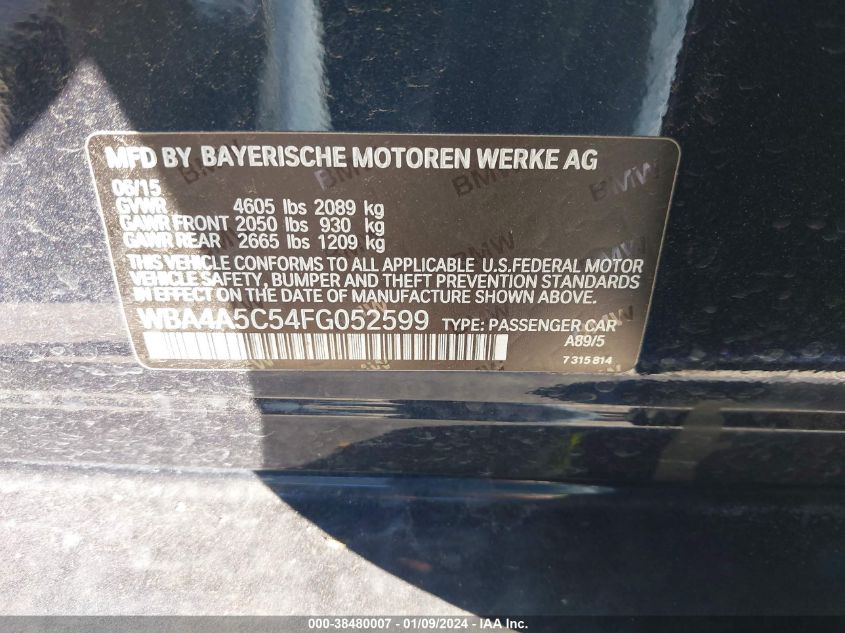 MFD BY BAYERISCHE MOTOREN WERKE AG
06/15
GVWR 4605 lbs 2089 kg
GAWR FRONT 2050 lbs 930 kg
GAWR REAR 2665 lbs 1209 kg
THIS VEHICLE CONFORMS TO ALL APPLICABLE U.S.FEDERAL MOTOR
VEHICLE SAFETY, BUMPER AND THEFT PREVENTION STANDARDS
IN EFFECT ON THE DATE OF MANUFACTURE SHOWN ABOVE.
WBA4A5C54FG052599 TYPE: PASSENGER CAR
A89/5
7 315 814
000-38480007 - 01/09/2024 - IAA Inc.